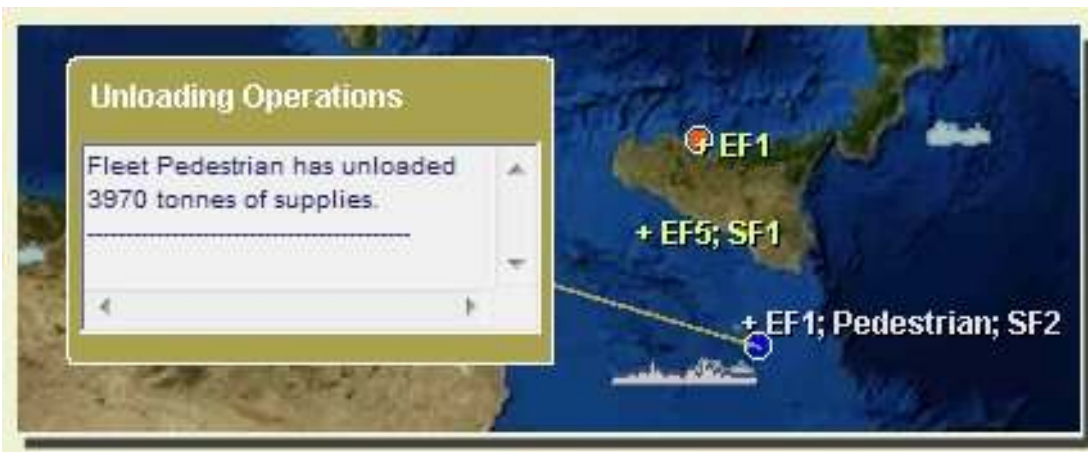 Unloading Operations
Fleet Pedestrian has unloaded
3970 tonnes of supplies.
EF1
+ EF5; SF1
+ EF1; Pedestrian; SF2